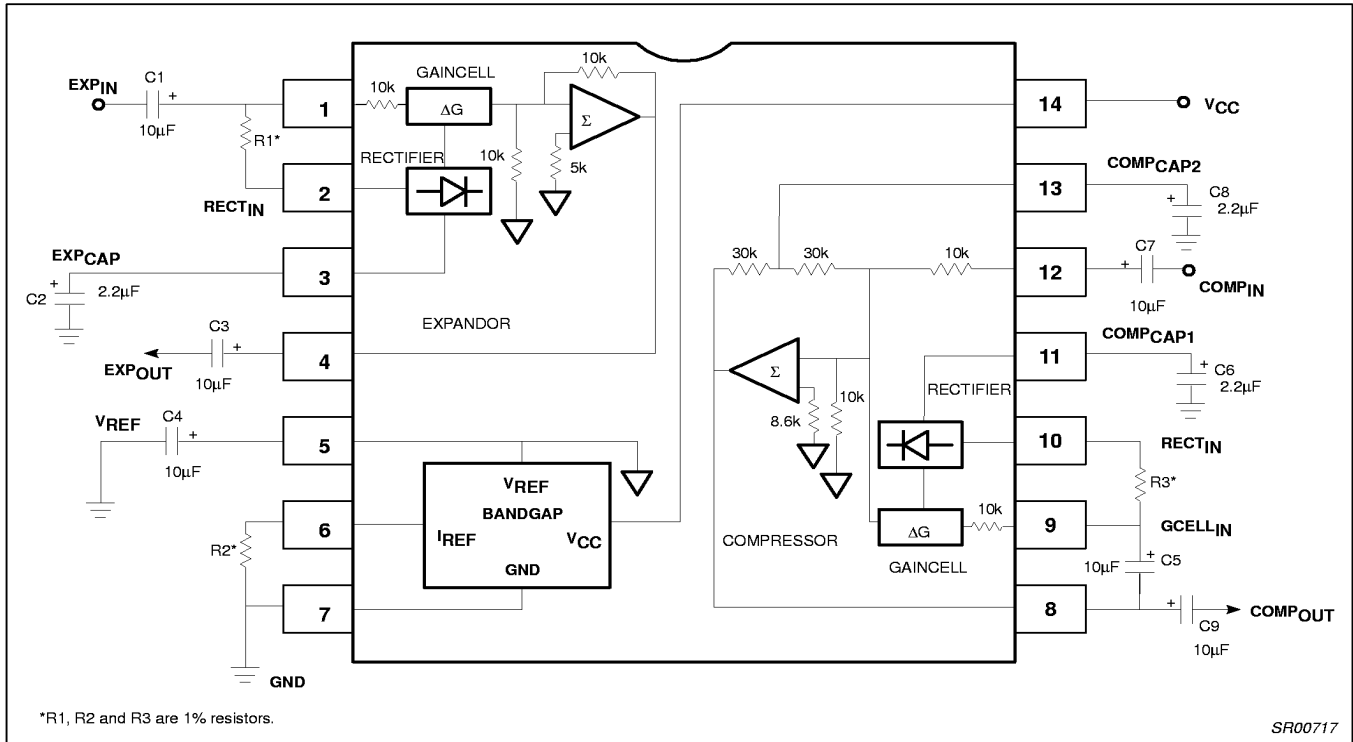 EXPIN
C1
+
10µF
R1*
RECTIN
EXPCAP
+
C2
2.2µF
C3
+
EXPOUT
10µF
VREF
C4
+
10µF
R2*
GND
1
2
3
4
5
6
7
10k
GAINCELL
ΔG
10k
Σ
10k
5k
RECTIFIER
EXPANDOR
VREF
BANDGAP
IREF
VCC
GND
30k
30k
10k
Σ
8.6k
10k
RECTIFIER
10k
ΔG
COMPRESSOR
GAINCELL
14
13
12
11
10
9
8
VCC
COMPCAP2
+
C8
2.2µF
C7
+
10µF
COMPIN
COMPCAP1
+
C6
2.2µF
RECTIN
R3*
GCELLIN
+
10µF
C5
+
C9
COMPOUT
10µF
*R1, R2 and R3 are 1% resistors.
SR00717